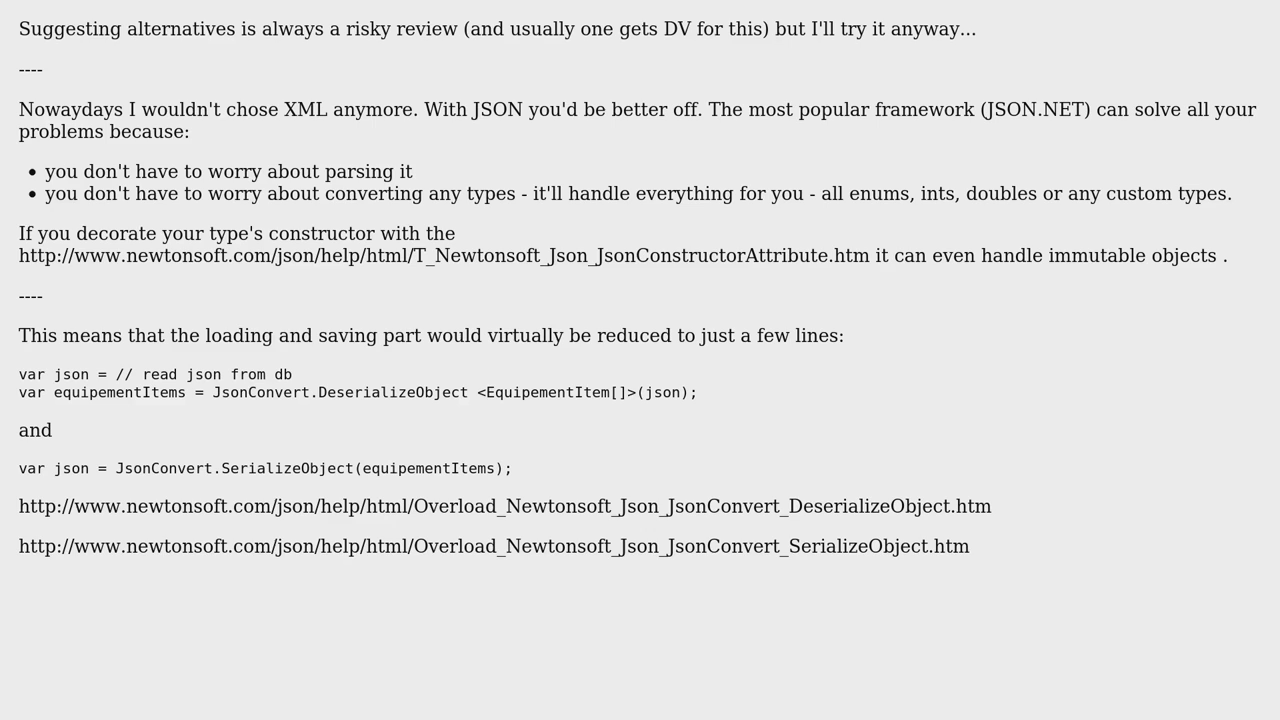 Suggesting alternatives is always a risky review (and usually one gets DV for this) but I'll try it anyway...
----
Nowaydays I wouldn't chose XML anymore. With JSON you'd be better off. The most popular framework (JSON.NET) can solve all your
problems because:
• you don't have to worry about parsing it
• you don't have to worry about converting any types - it'll handle everything for you - all enums, ints, doubles or any custom types.
If you decorate your type's constructor with the
http://www.newtonsoft.com/json/help/html/T_Newtonsoft_Json_JsonConstructorAttribute.htm it can even handle immutable objects .
----
This means that the loading and saving part would virtually be reduced to just a few lines:
var json = // read json from db
var equipementItems = JsonConvert.DeserializeObject <EquipementItem[]>(json);
and
var json = JsonConvert.SerializeObject(equipementItems);
http://www.newtonsoft.com/json/help/html/Overload_Newtonsoft_Json_JsonConvert_DeserializeObject.htm
http://www.newtonsoft.com/json/help/html/Overload_Newtonsoft_Json_JsonConvert_SerializeObject.htm